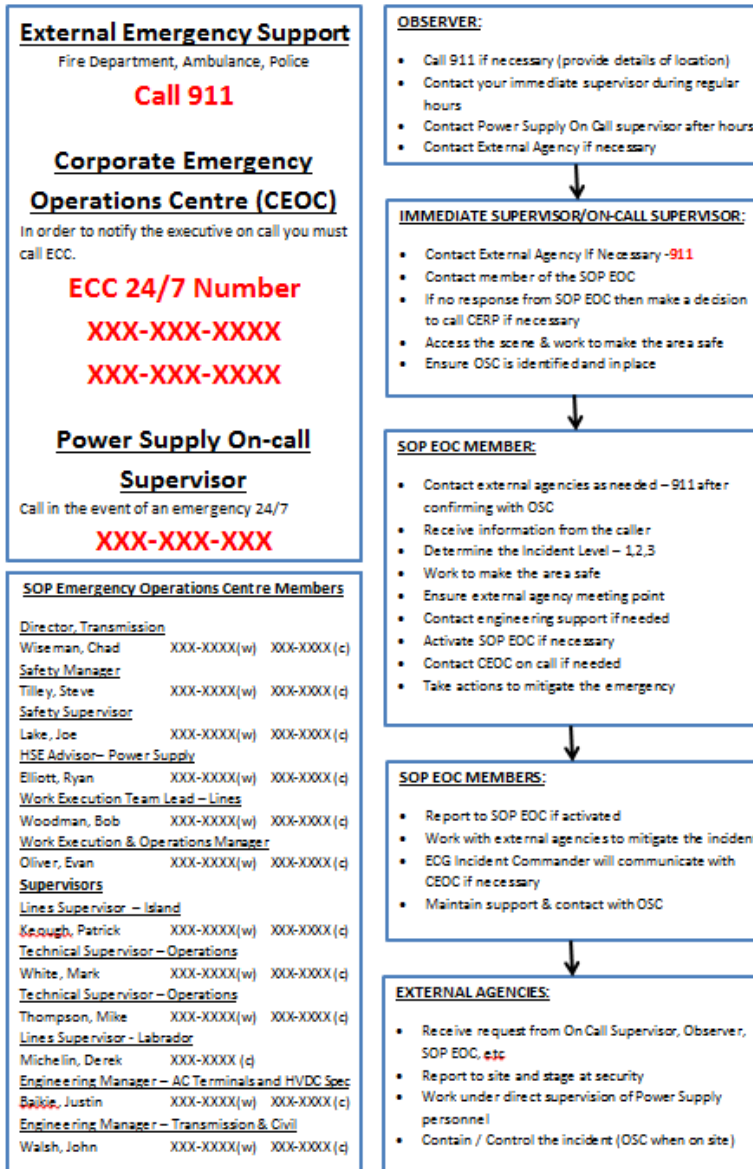 External Emergency Support
Fire Department, Ambulance, Police
Call 911
Corporate Emergency
Operations Centre (CEOC)
In order to notify the executive on call you must
call ECC.
ECC 24/7 Number
XXX-XXX-XXXX
XXX-XXX-XXXX
Power Supply On-call
Supervisor
Call in the event of an emergency 24/7
XXX-XXX-XXX
SOP Emergency Operations Centre Members
Director, Transmission
Wiseman, Chad XXX-XXXX(w) XXX-XXXX (c)
Safety Manager
Tilley, Steve XXX-XXXX(w) XXX-XXXX (c)
Safety Supervisor
Lake, Joe XXX-XXXX(w) XXX-XXXX (c)
HSE Advisor– Power Supply
Elliott, Ryan XXX-XXXX(w) XXX-XXXX (c)
Work Execution Team Lead – Lines
Woodman, Bob XXX-XXXX(w) XXX-XXXX (c)
Work Execution & Operations Manager
Oliver, Evan XXX-XXXX(w) XXX-XXXX (c)
Supervisors
Lines Supervisor – Island
Keough, Patrick XXX-XXXX(w) XXX-XXXX (c)
Technical Supervisor – Operations
White, Mark XXX-XXXX(w) XXX-XXXX (c)
Technical Supervisor – Operations
Thompson, Mike XXX-XXXX(w) XXX-XXXX (c)
Lines Supervisor - Labrador
Michelin, Derek XXX-XXXX (c)
Engineering Manager – AC Terminals and HVDC Spec
Baikie, Justin XXX-XXXX(w) XXX-XXXX (c)
Engineering Manager – Transmission & Civil
Walsh, John XXX-XXXX(w) XXX-XXXX (c)
OBSERVER:
• Call 911 if necessary (provide details of location)
• Contact your immediate supervisor during regular
hours
• Contact Power Supply On Call supervisor after hours
• Contact External Agency if necessary
IMMEDIATE SUPERVISOR/ON-CALL SUPERVISOR:
• Contact External Agency If Necessary -911
• Contact member of the SOP EOC
• If no response from SOP EOC then make a decision
to call CERP if necessary
• Access the scene & work to make the area safe
• Ensure OSC is identified and in place
SOP EOC MEMBER:
• Contact external agencies as needed – 911 after
confirming with OSC
• Receive information from the caller
• Determine the Incident Level – 1,2,3
• Work to make the area safe
• Ensure external agency meeting point
• Contact engineering support if needed
• Activate SOP EOC if necessary
• Contact CEOC on call if needed
• Take actions to mitigate the emergency
SOP EOC MEMBERS:
• Report to SOP EOC if activated
• Work with external agencies to mitigate the inciden
• ECG Incident Commander will communicate with
CEOC if necessary
• Maintain support & contact with OSC
EXTERNAL AGENCIES:
• Receive request from On Call Supervisor, Observer,
SOP EOC, etc
• Report to site and stage at security
• Work under direct supervision of Power Supply
personnel
• Contain / Control the incident (OSC when on site)